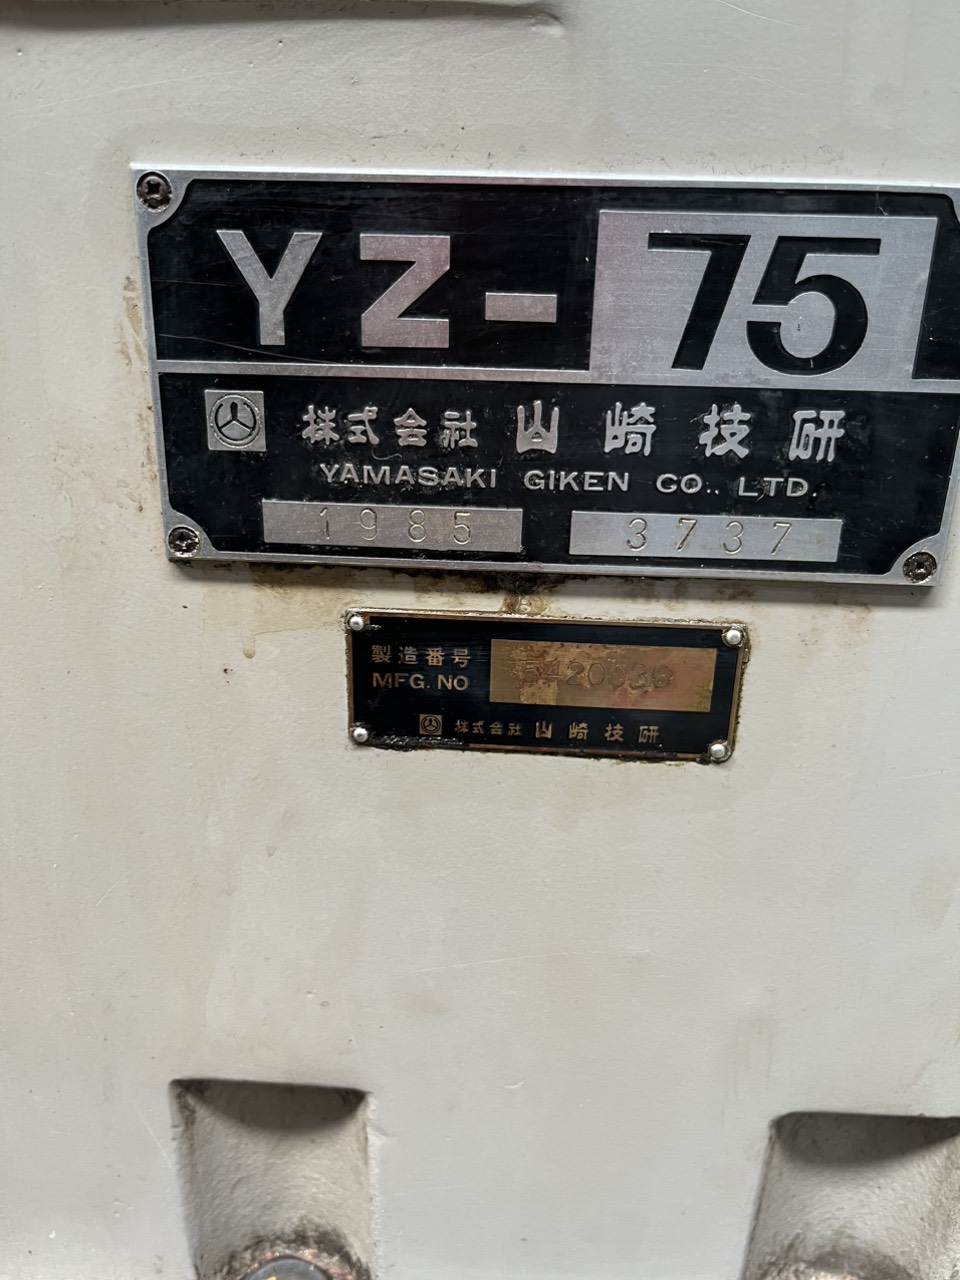 YZ-75
株式会社 山崎技研
YAMASAKI GIKEN CO., LTD.
1985 3737
製造番号
MFG. NO
株式会社 山崎技研